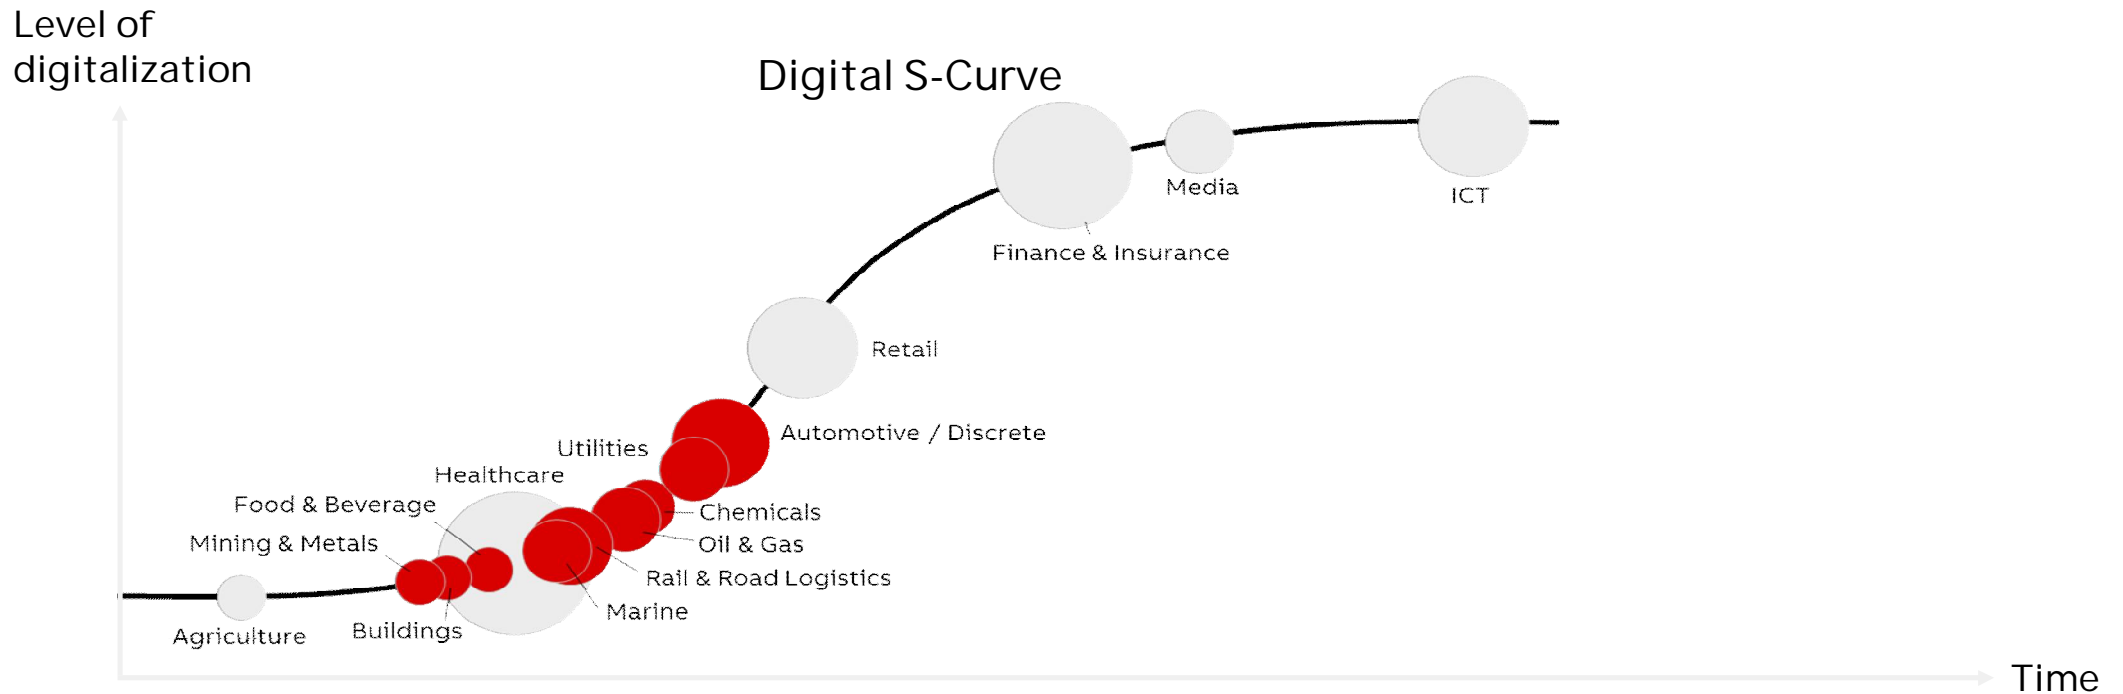 Level of
digitalization
Digital S-Curve
Media
ICT
Finance & Insurance
Retail
Automotive / Discrete
Utilities
Healthcare
Food & Beverage
Chemicals
Mining & Metals
Oil & Gas
Rail & Road Logistics
Marine
Buildings
Agriculture
Time